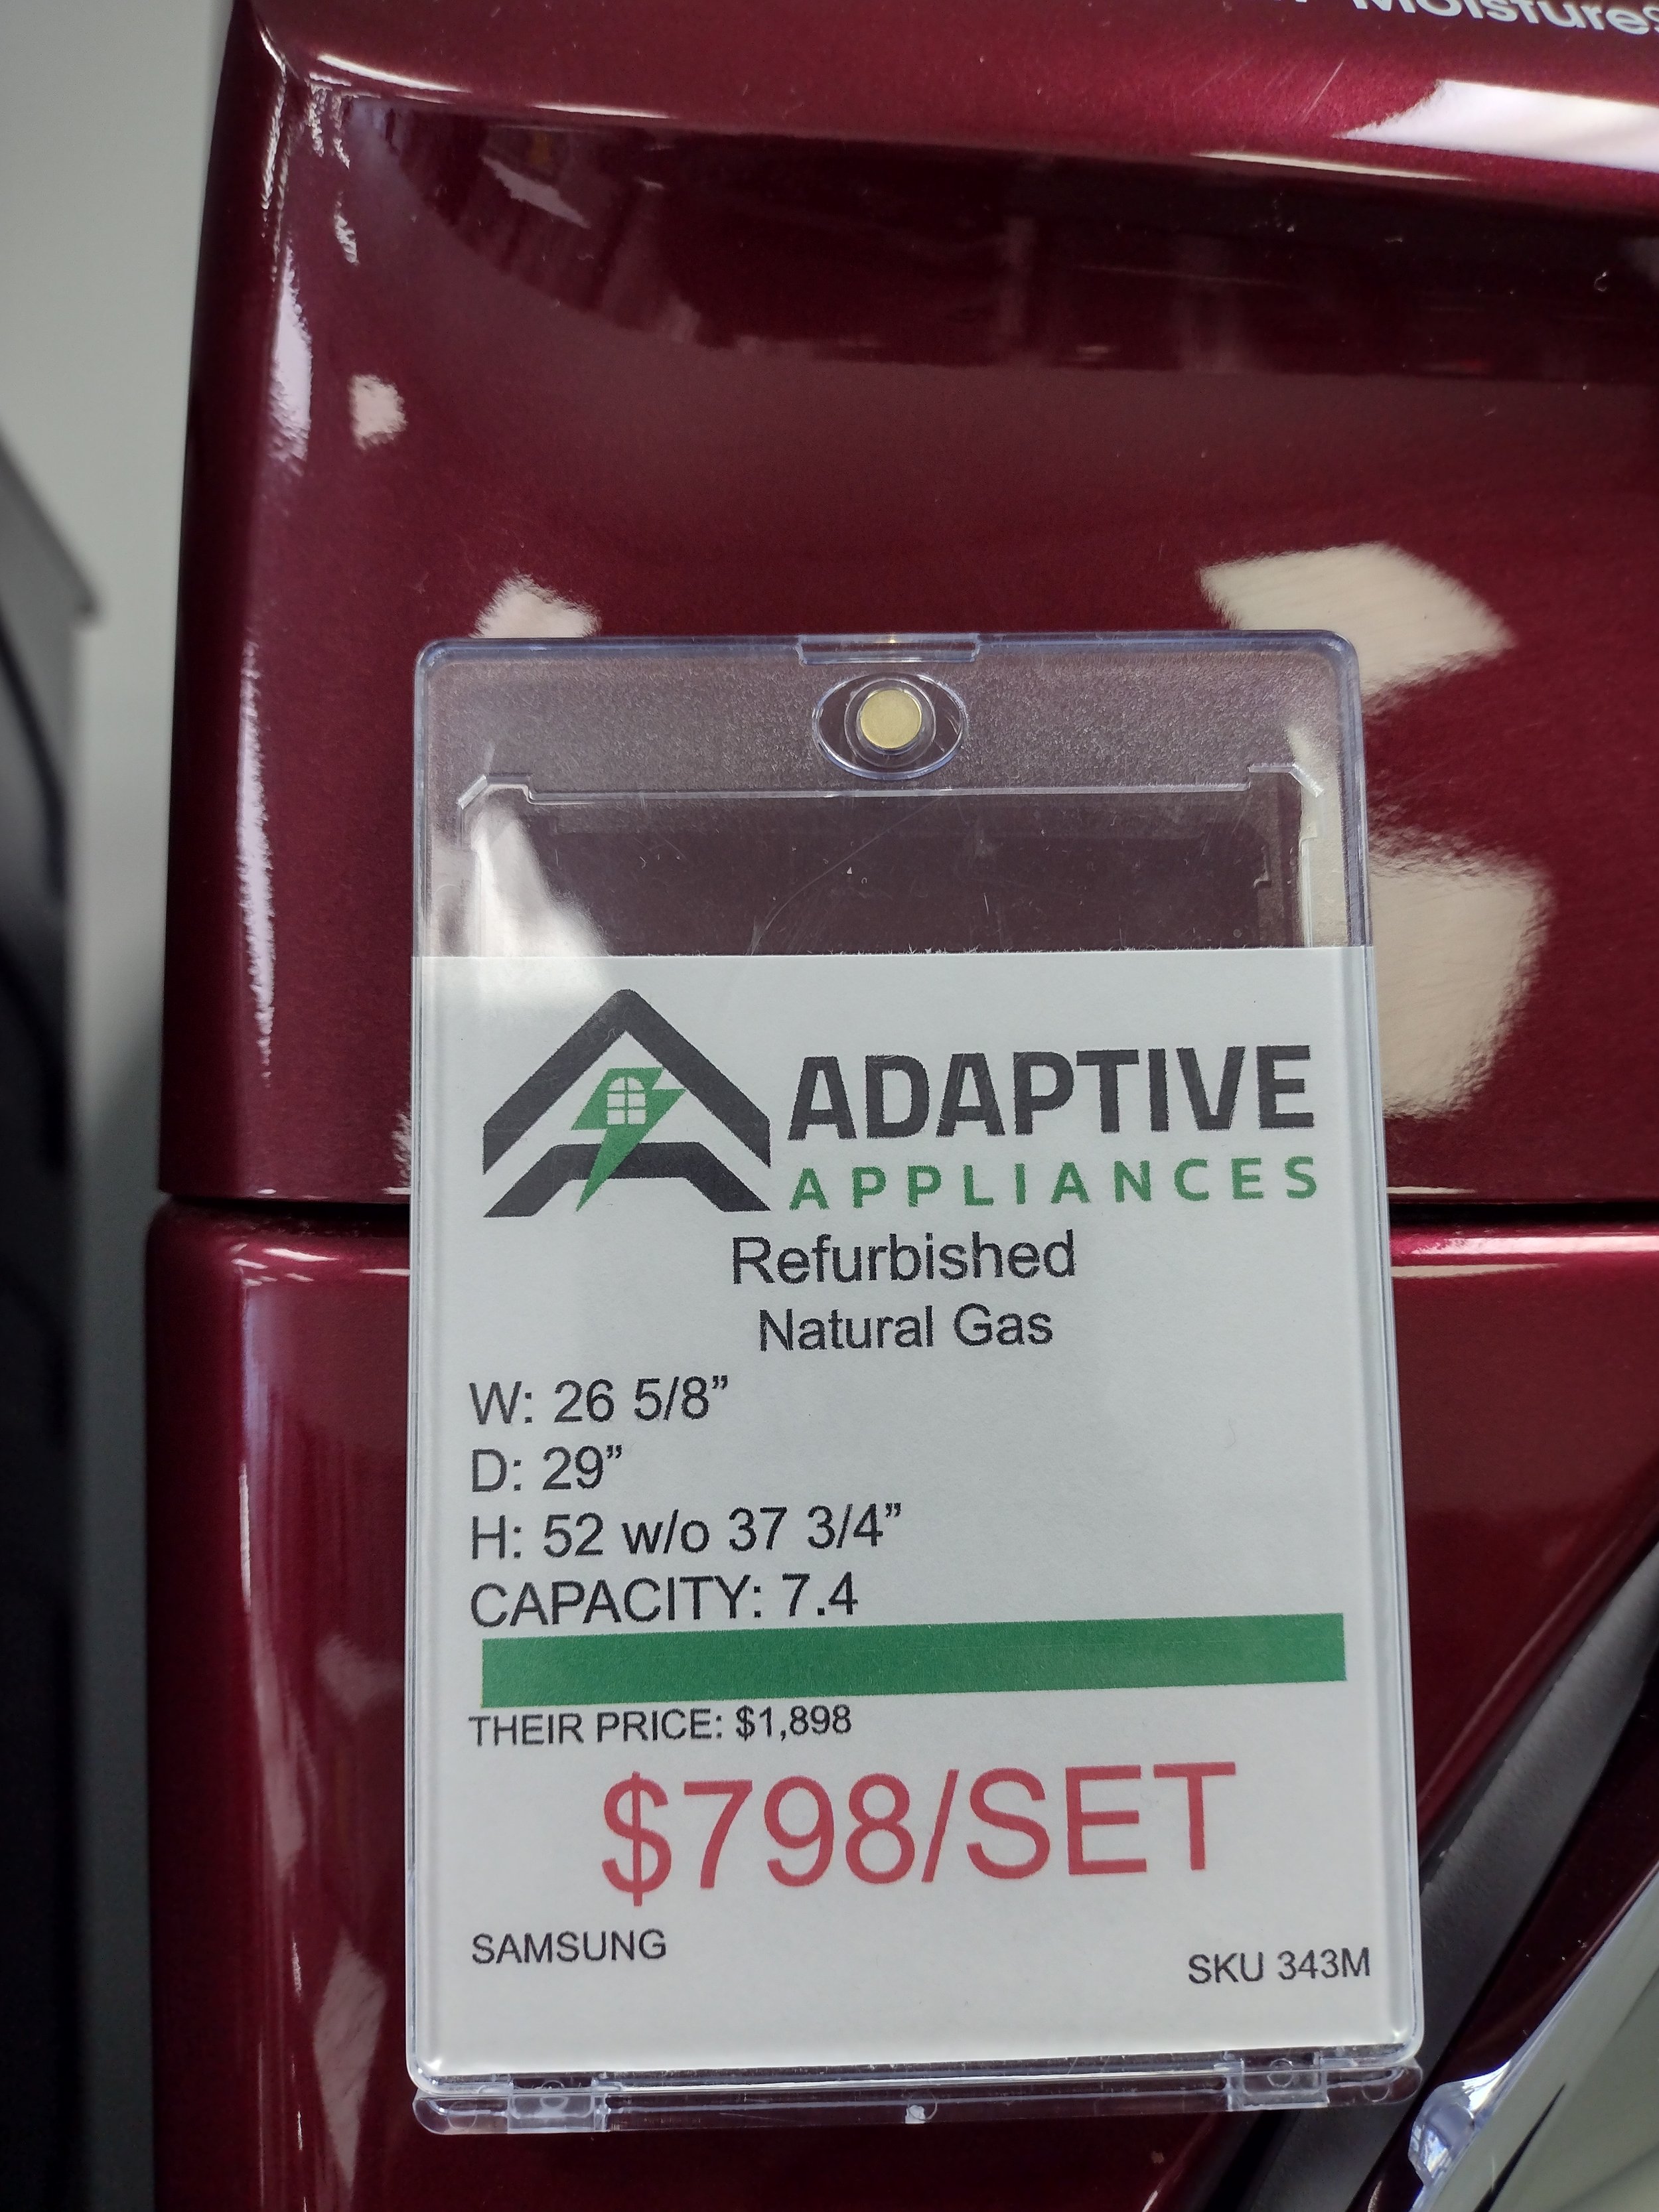 Moisture
ADAPTIVE
APPLIANCES
Refurbished
Natural Gas
W: 26 5/8”
D: 29”
H: 52 w/o 37 3/4”
CAPACITY: 7.4
THEIR PRICE: $1,898
$798/SET
SAMSUNG
SKU 343M